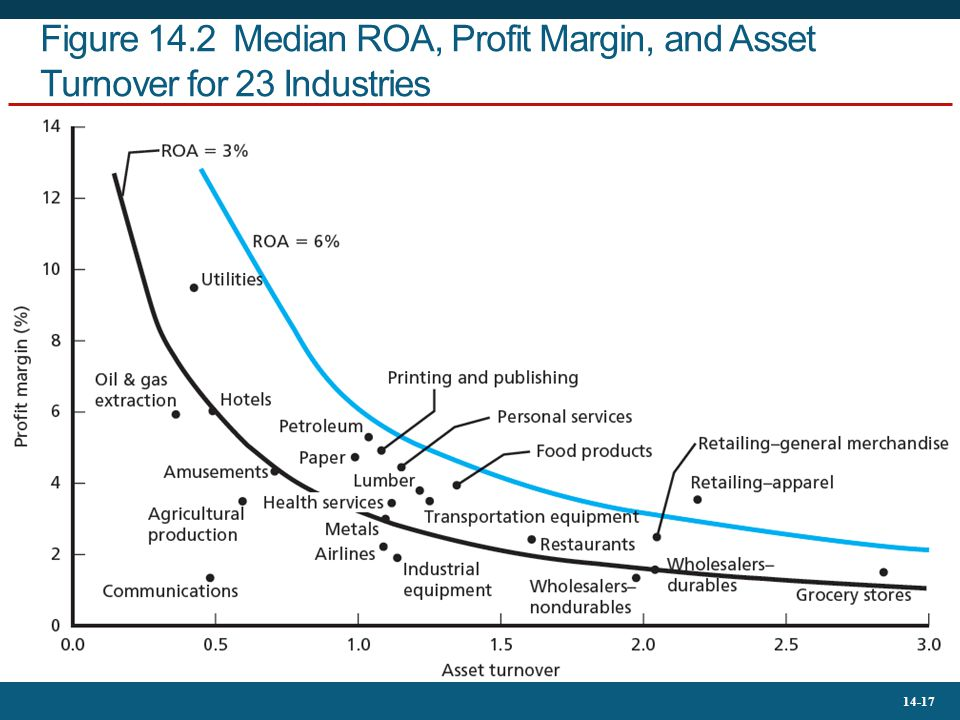 Figure 14.2 Median ROA, Profit Margin, and Asset
Turnover for 23 Industries
14
ROA = 3%
12
ROA = 6%
10
Utilities
8
Profit margin (%)
Oil & gas
extraction
Hotels
Printing and publishing
6
Petroleum
Personal services
Paper
Food products
Retailing–general merchandise
Amusements
Lumber
Retailing–apparel
4
Health services
Agricultural
production
Transportation equipment
Metals
Airlines
Restaurants
2
Industrial
equipment
Wholesalers–
durables
Communications
Wholesalers–
nondurables
Grocery stores
0
0.0 0.5 1.0 1.5 2.0 2.5 3.0
Asset turnover
14-17